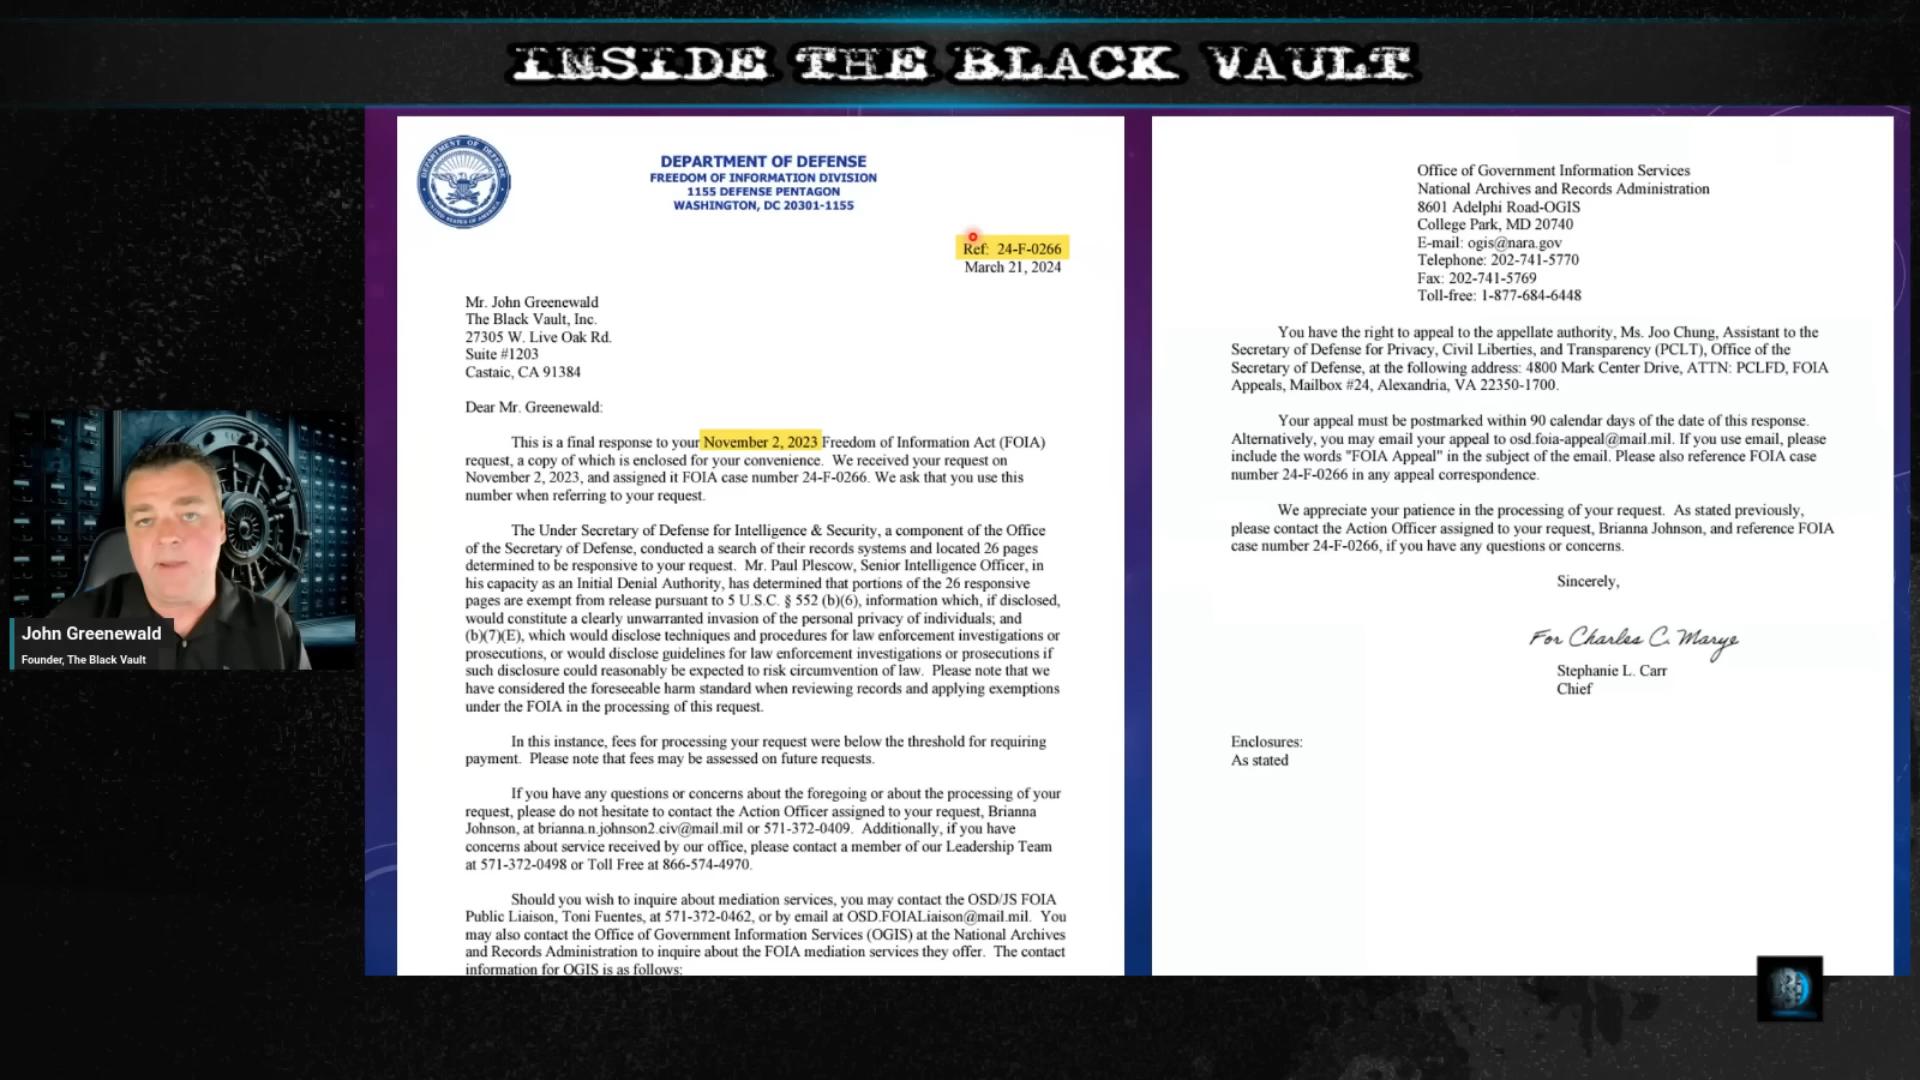 INSIDE THE BLACK VAULT
DEPARTMENT OF DEFENSE
UNITED STATES OF AMERICA
DEPARTMENT OF DEFENSE
FREEDOM OF INFORMATION DIVISION
1155 DEFENSE PENTAGON
WASHINGTON, DC 20301-1155
Ref: 24-F-0266
March 21, 2024
Mr. John Greenewald
The Black Vault, Inc.
27305 W. Live Oak Rd.
Suite #1203
Castaic, CA 91384
Dear Mr. Greenewald:
This is a final response to your November 2, 2023 Freedom of Information Act (FOIA)
request, a copy of which is enclosed for your convenience. We received your request on
November 2, 2023, and assigned it FOIA case number 24-F-0266. We ask that you use this
number when referring to your request.
The Under Secretary of Defense for Intelligence & Security, a component of the Office
of the Secretary of Defense, conducted a search of their records systems and located 26 pages
determined to be responsive to your request. Mr. Paul Plescow, Senior Intelligence Officer, in
his capacity as an Initial Denial Authority, has determined that portions of the 26 responsive
pages are exempt from release pursuant to 5 U.S.C. § 552 (b)(6), information which, if disclosed,
would constitute a clearly unwarranted invasion of the personal privacy of individuals; and
(b)(7)(E), which would disclose techniques and procedures for law enforcement investigations or
prosecutions, or would disclose guidelines for law enforcement investigations or prosecutions if
such disclosure could reasonably be expected to risk circumvention of law. Please note that we
have considered the foreseeable harm standard when reviewing records and applying exemptions
under the FOIA in the processing of this request.
In this instance, fees for processing your request were below the threshold for requiring
payment. Please note that fees may be assessed on future requests.
If you have any questions or concerns about the foregoing or about the processing of your
request, please do not hesitate to contact the Action Officer assigned to your request, Brianna
Johnson, at brianna.n.johnson2.civ@mail.mil or 571-372-0409. Additionally, if you have
concerns about service received by our office, please contact a member of our Leadership Team
at 571-372-0498 or Toll Free at 866-574-4970.
Should you wish to inquire about mediation services, you may contact the OSD/JS FOIA
Public Liaison, Toni Fuentes, at 571-372-0462, or by email at OSD.FOIALiaison@mail.mil. You
may also contact the Office of Government Information Services (OGIS) at the National Archives
and Records Administration to inquire about the FOIA mediation services they offer. The contact
information for OGIS is as follows:
Office of Government Information Services
National Archives and Records Administration
8601 Adelphi Road-OGIS
College Park, MD 20740
E-mail: ogis@nara.gov
Telephone: 202-741-5770
Fax: 202-741-5769
Toll-free: 1-877-684-6448
You have the right to appeal to the appellate authority, Ms. Joo Chung, Assistant to the
Secretary of Defense for Privacy, Civil Liberties, and Transparency (PCLT), Office of the
Secretary of Defense, at the following address: 4800 Mark Center Drive, ATTN: PCLFD, FOIA
Appeals, Mailbox #24, Alexandria, VA 22350-1700.
Your appeal must be postmarked within 90 calendar days of the date of this response.
Alternatively, you may email your appeal to osd.foia-appeal@mail.mil. If you use email, please
include the words "FOIA Appeal" in the subject of the email. Please also reference FOIA case
number 24-F-0266 in any appeal correspondence.
We appreciate your patience in the processing of your request. As stated previously,
please contact the Action Officer assigned to your request, Brianna Johnson, and reference FOIA
case number 24-F-0266, if you have any questions or concerns.
Sincerely,
For Charles C. Marye
Stephanie L. Carr
Chief
Enclosures:
As stated
John Greenewald
Founder, The Black Vault